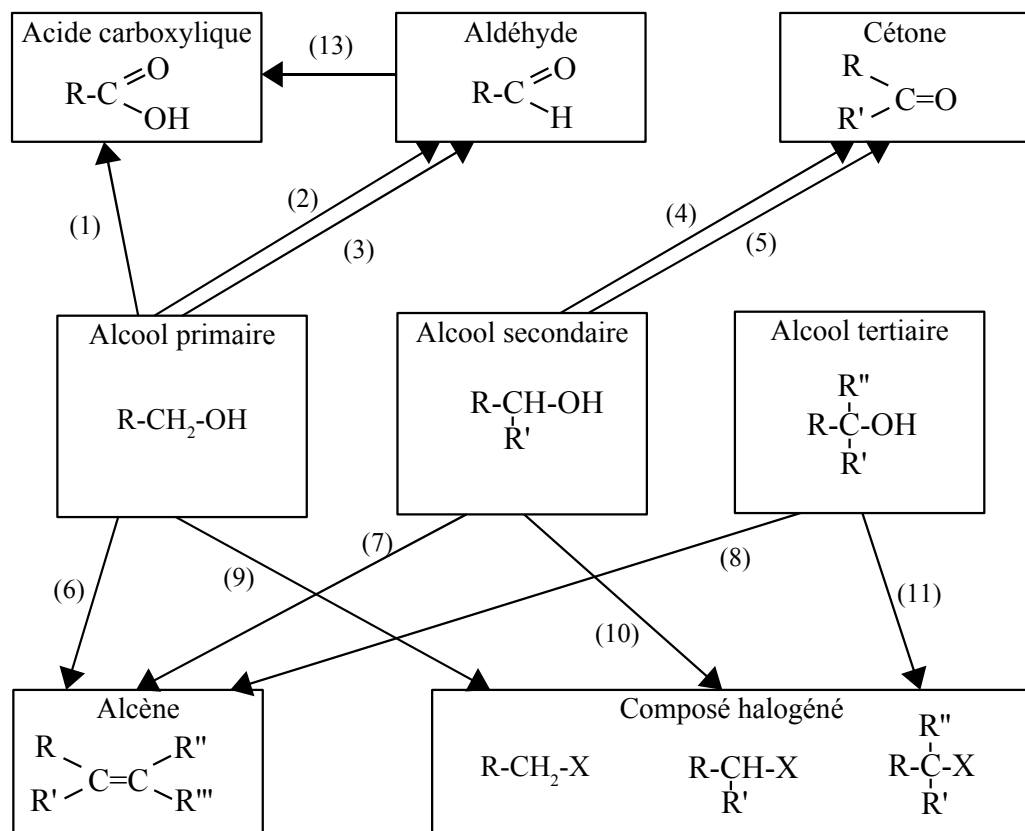 Acide carboxylique
R-C
O
OH
(13)
Aldéhyde
R-C
O
H
Cétone
R
R'
C=O
(1)
(2)
(3)
(4)
(5)
Alcool primaire
R-CH₂-OH
Alcool secondaire
R-CH-OH
R'
Alcool tertiaire
R"
R-C-OH
R'
(6)
(9)
(7)
(10)
(8)
(11)
Alcène
R
R'
C=C
R"
R'"
Composé halogéné
R-CH₂-X
R-CH-X
R'
R"
R-C-X
R'